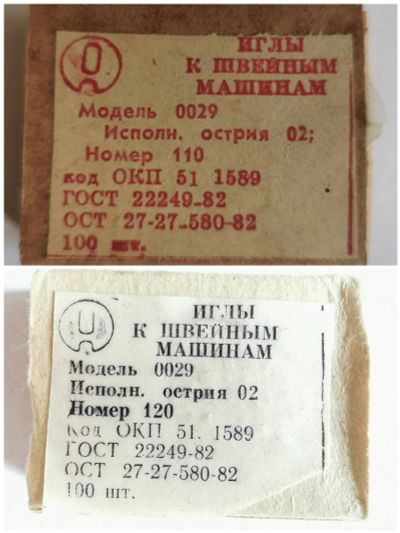 ИГЛЫ
К ШВЕЙНЫМ
МАШИНАМ
Модель 0029
Исполн. острия 02;
Номер 110
код ОКП 51 1589
ГОСТ 22249-82
ОСТ 27-27-580-82
100 шт.
ИГЛЫ
К ШВЕЙНЫМ
МАШИНАМ
Модель 0029
Исполн. острия 02
Номер 120
Код ОКП 51. 1589
ГОСТ 22249-82
ОСТ 27-27-580-82
100 шт.